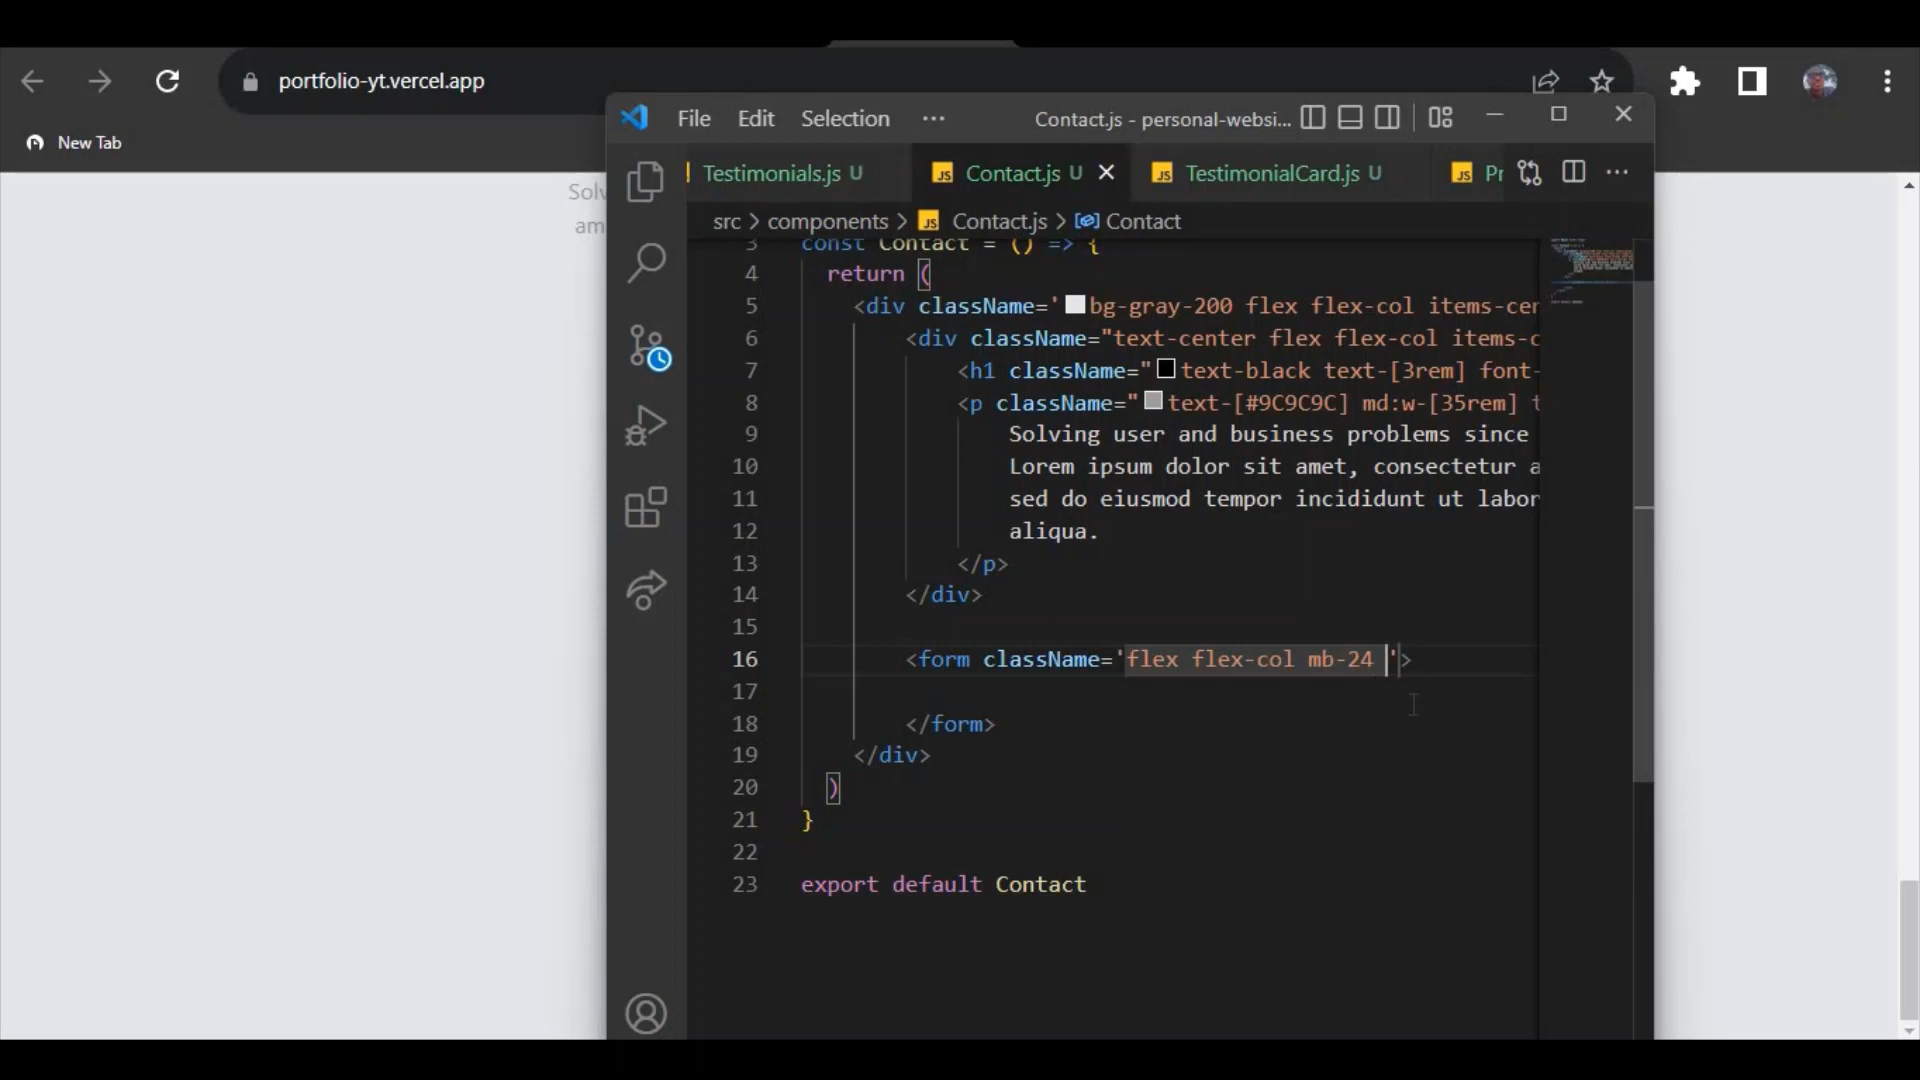 portfolio-yt.vercel.app
New Tab
File Edit Selection ··· Contact.js - personal-websi...
Testimonials.js U
JS Contact.js U
JS TestimonialCard.js U
JS Pr
src > components > JS Contact.js > Contact
Solv
am
3 const Contact = () => {
4 return (
5 <div className='bg-gray-200 flex flex-col items-cen
6 <div className="text-center flex flex-col items-c
7 <h1 className="text-black text-[3rem] font-
8 <p className="text-[#9C9C9C] md:w-[35rem] t
9 Solving user and business problems since
10 Lorem ipsum dolor sit amet, consectetur a
11 sed do eiusmod tempor incididunt ut labor
12 aliqua.
13 </p>
14 </div>
15
16 <form className='flex flex-col mb-24 '>
17
18 </form>
19 </div>
20 )
21 }
22
23 export default Contact